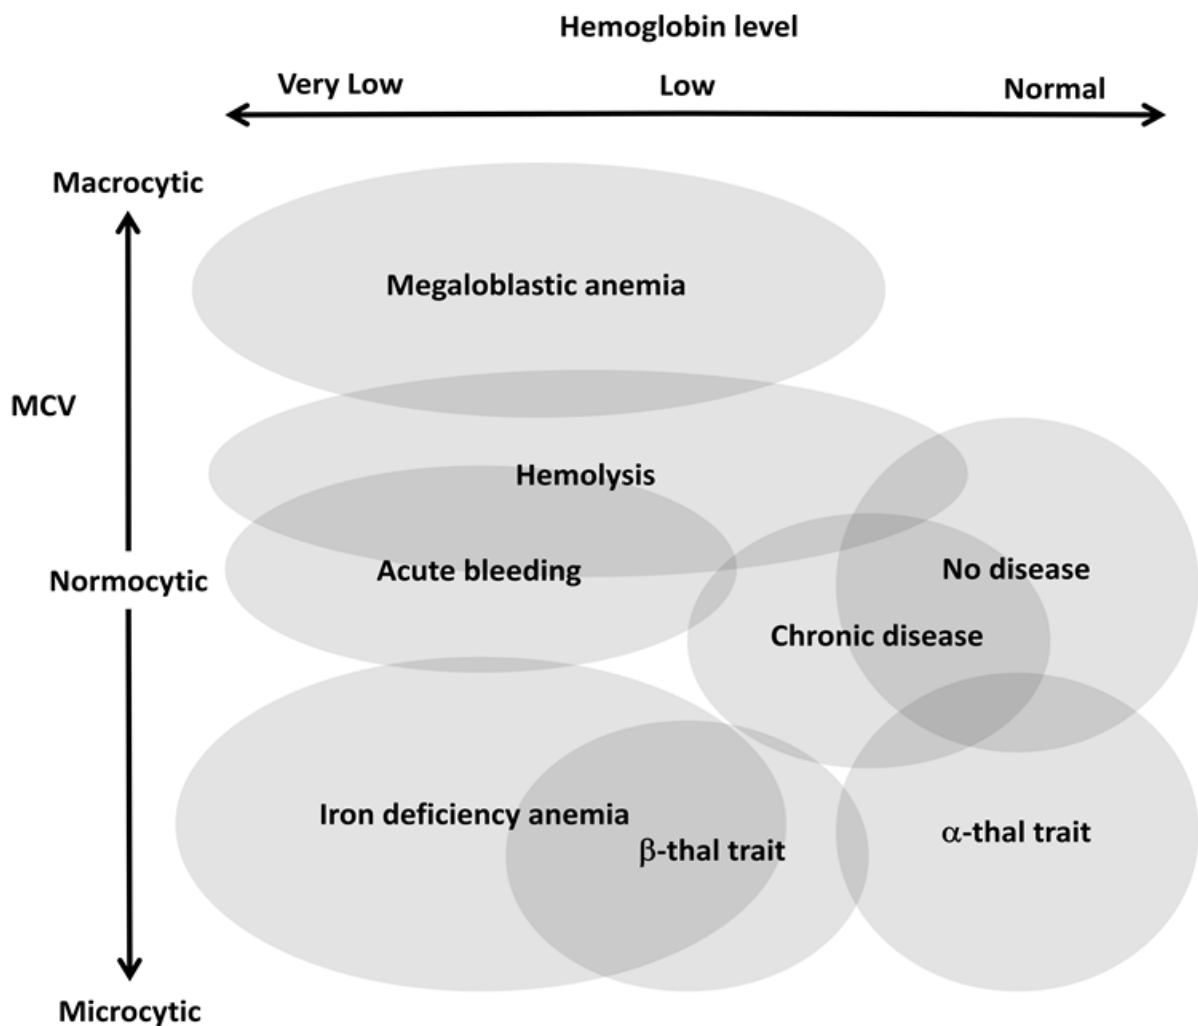 Hemoglobin level
Very Low
Low
Normal
Macrocytic
Megaloblastic anemia
MCV
Hemolysis
Acute bleeding
No disease
Normocytic
Chronic disease
Iron deficiency anemia
β-thal trait
α-thal trait
Microcytic